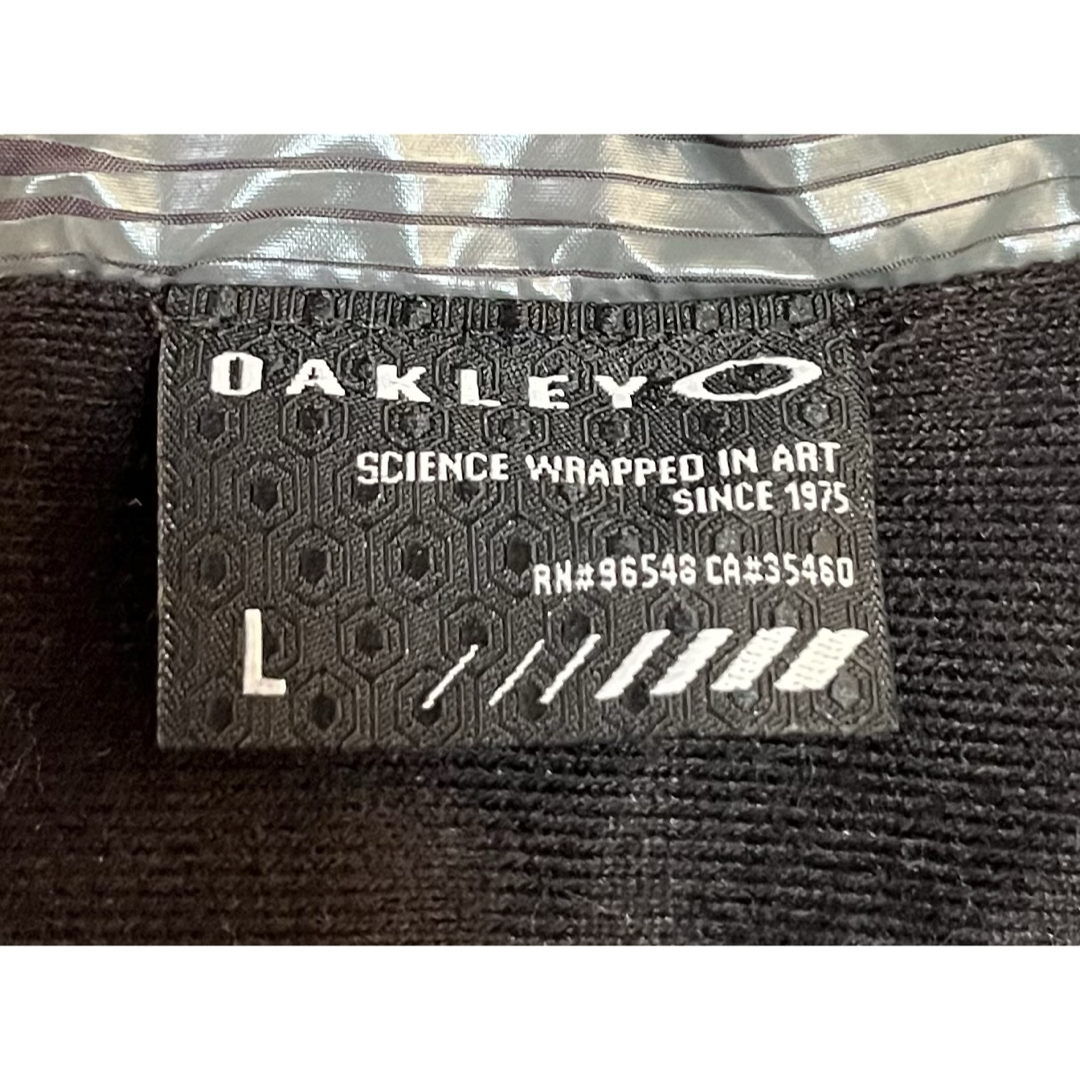 OAKLEY
SCIENCE WRAPPED IN ART
SINCE 1975
RN#96548 CA#35460
L